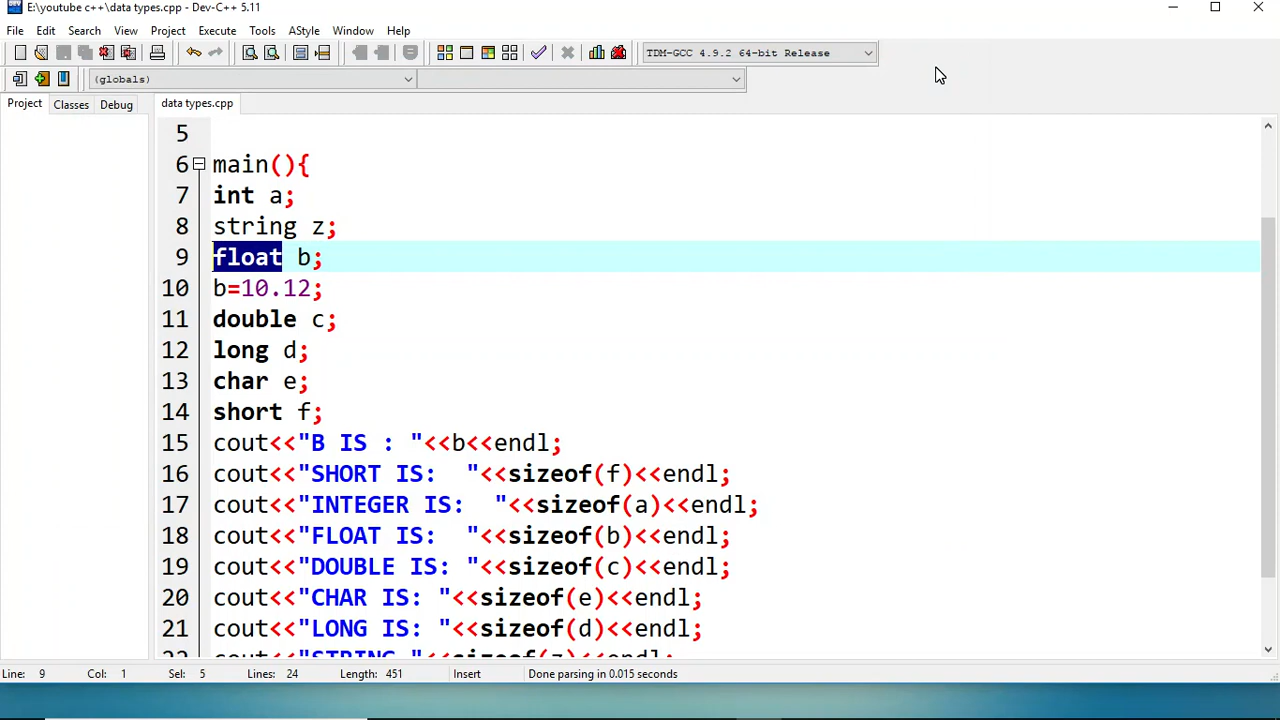 E:\youtube c++\data types.cpp - Dev-C++ 5.11
File Edit Search View Project Execute Tools AStyle Window Help
TDM-GCC 4.9.2 64-bit Release
(globals)
Project Classes Debug data types.cpp
5
6 main(){
7 int a;
8 string z;
9 float b;
10 b=10.12;
11 double c;
12 long d;
13 char e;
14 short f;
15 cout<<"B IS : "<<b<<endl;
16 cout<<"SHORT IS:  "<<sizeof(f)<<endl;
17 cout<<"INTEGER IS:  "<<sizeof(a)<<endl;
18 cout<<"FLOAT IS:  "<<sizeof(b)<<endl;
19 cout<<"DOUBLE IS: "<<sizeof(c)<<endl;
20 cout<<"CHAR IS: "<<sizeof(e)<<endl;
21 cout<<"LONG IS: "<<sizeof(d)<<endl;
22 cout<<"STRING "<<sizeof(z)<<endl;
Line: 9 Col: 1 Sel: 5 Lines: 24 Length: 451 Insert Done parsing in 0.015 seconds